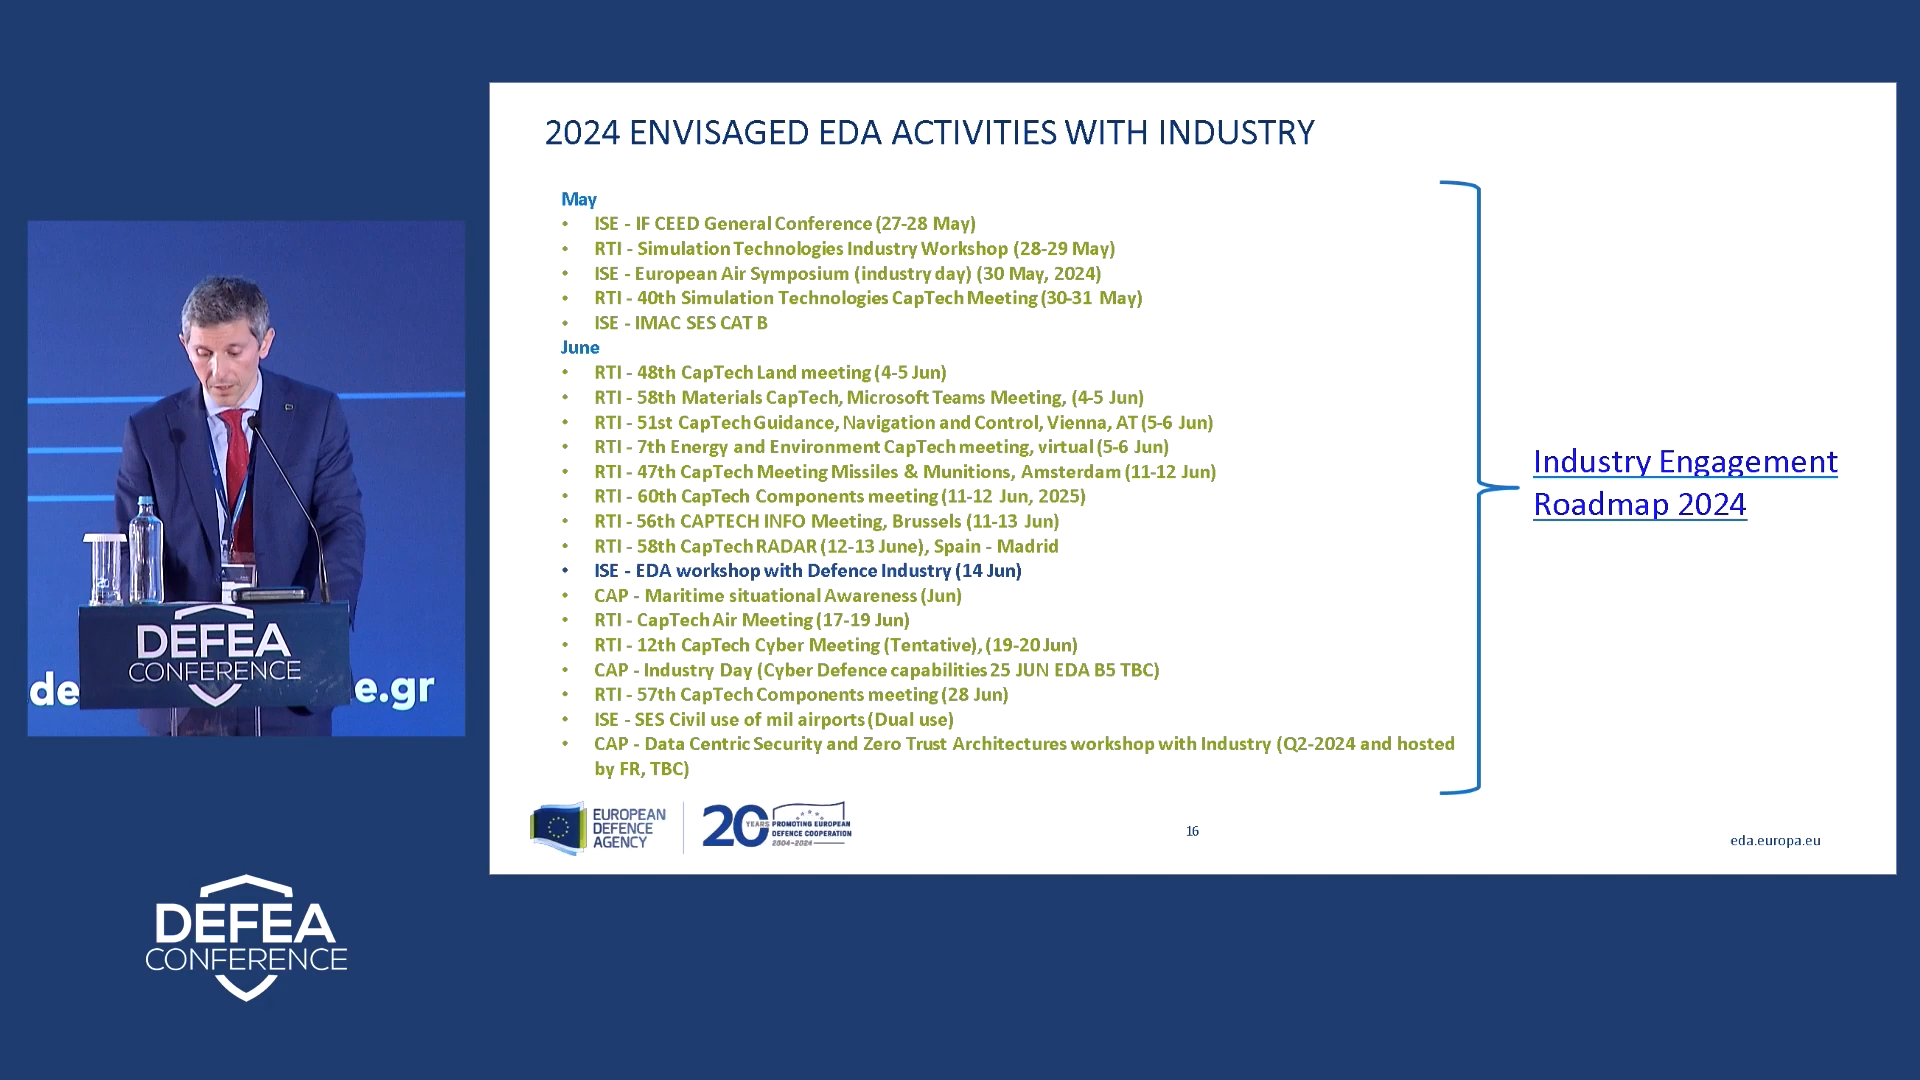 2024 ENVISAGED EDA ACTIVITIES WITH INDUSTRY
May
• ISE - IF CEED General Conference (27-28 May)
• RTI - Simulation Technologies Industry Workshop (28-29 May)
• ISE - European Air Symposium (industry day) (30 May, 2024)
• RTI - 40th Simulation Technologies CapTech Meeting (30-31 May)
• ISE - IMAC SES CAT B
June
• RTI - 48th CapTech Land meeting (4-5 Jun)
• RTI - 58th Materials CapTech, Microsoft Teams Meeting, (4-5 Jun)
• RTI - 51st CapTech Guidance, Navigation and Control, Vienna, AT (5-6 Jun)
• RTI - 7th Energy and Environment CapTech meeting, virtual (5-6 Jun)
• RTI - 47th CapTech Meeting Missiles & Munitions, Amsterdam (11-12 Jun)
• RTI - 60th CapTech Components meeting (11-12 Jun, 2025)
• RTI - 56th CAPTECH INFO Meeting, Brussels (11-13 Jun)
• RTI - 58th CapTech RADAR (12-13 June), Spain - Madrid
• ISE - EDA workshop with Defence Industry (14 Jun)
• CAP - Maritime situational Awareness (Jun)
• RTI - CapTech Air Meeting (17-19 Jun)
• RTI - 12th CapTech Cyber Meeting (Tentative), (19-20 Jun)
• CAP - Industry Day (Cyber Defence capabilities 25 JUN EDA B5 TBC)
• RTI - 57th CapTech Components meeting (28 Jun)
• ISE - SES Civil use of mil airports (Dual use)
• CAP - Data Centric Security and Zero Trust Architectures workshop with Industry (Q2-2024 and hosted
by FR, TBC)
Industry Engagement
Roadmap 2024
EUROPEAN
DEFENCE
AGENCY
20 YEARS PROMOTING EUROPEAN
DEFENCE COOPERATION
2004-2024
16
eda.europa.eu
DEFEA
CONFERENCE
de e.gr
DEFEA
CONFERENCE